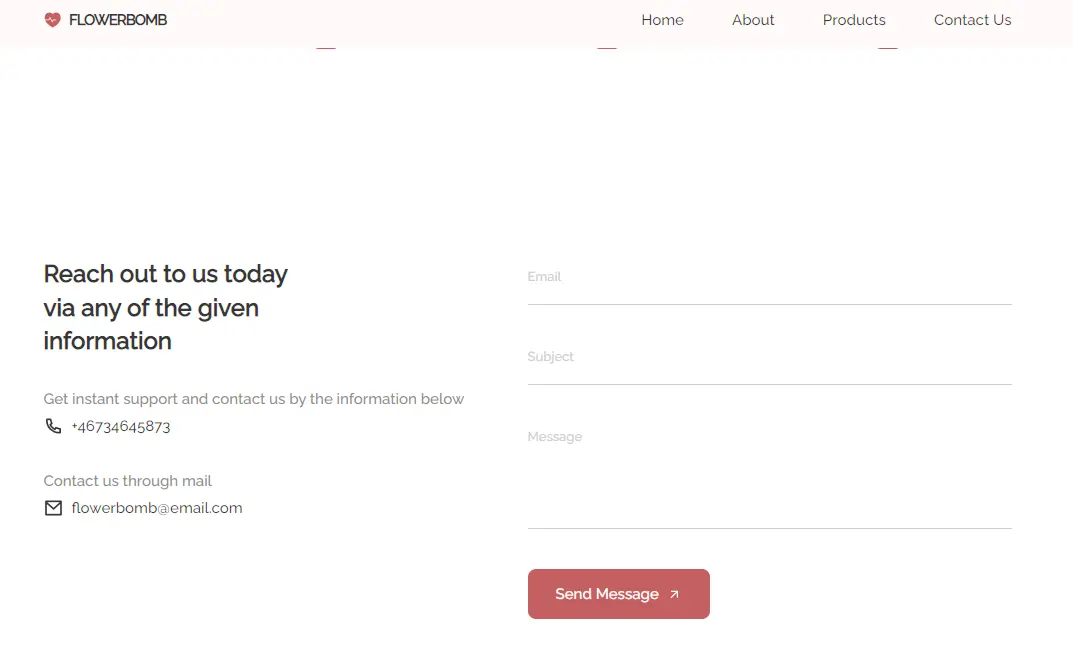 FLOWERBOMB
Home About Products Contact Us
Reach out to us today
via any of the given
information
Get instant support and contact us by the information below
+46734645873
Contact us through mail
flowerbomb@email.com
Email
Subject
Message
Send Message